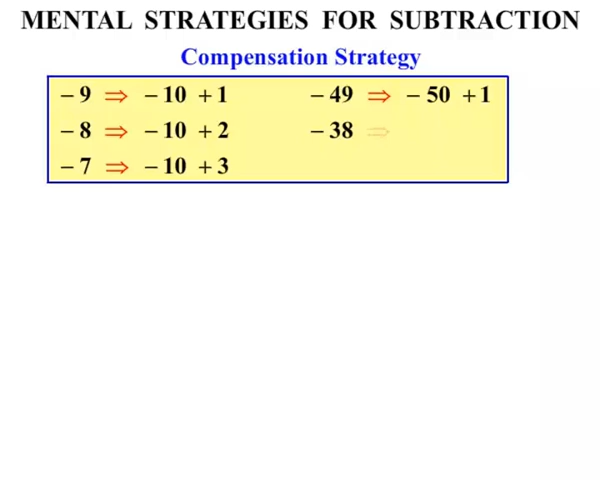 MENTAL STRATEGIES FOR SUBTRACTION
Compensation Strategy
– 9 ⇒ – 10 + 1 – 49 ⇒ – 50 + 1
– 8 ⇒ – 10 + 2 – 38 ⇒
– 7 ⇒ – 10 + 3